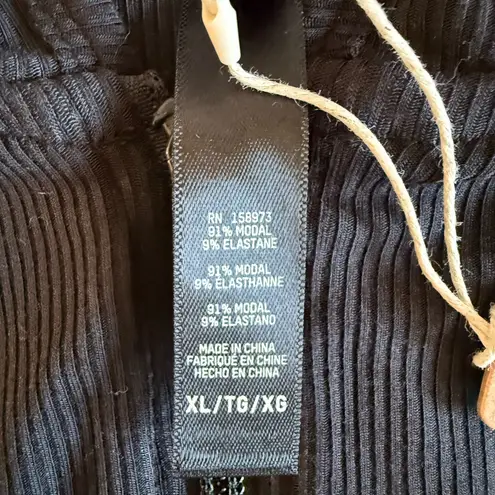 RN 158973
91% MODAL
9% ELASTANE
91% MODAL
9% ELASTHANNE
91% MODAL
9% ELASTANO
MADE IN CHINA
FABRIQUÉ EN CHINE
HECHO EN CHINA
XL/TG/XG